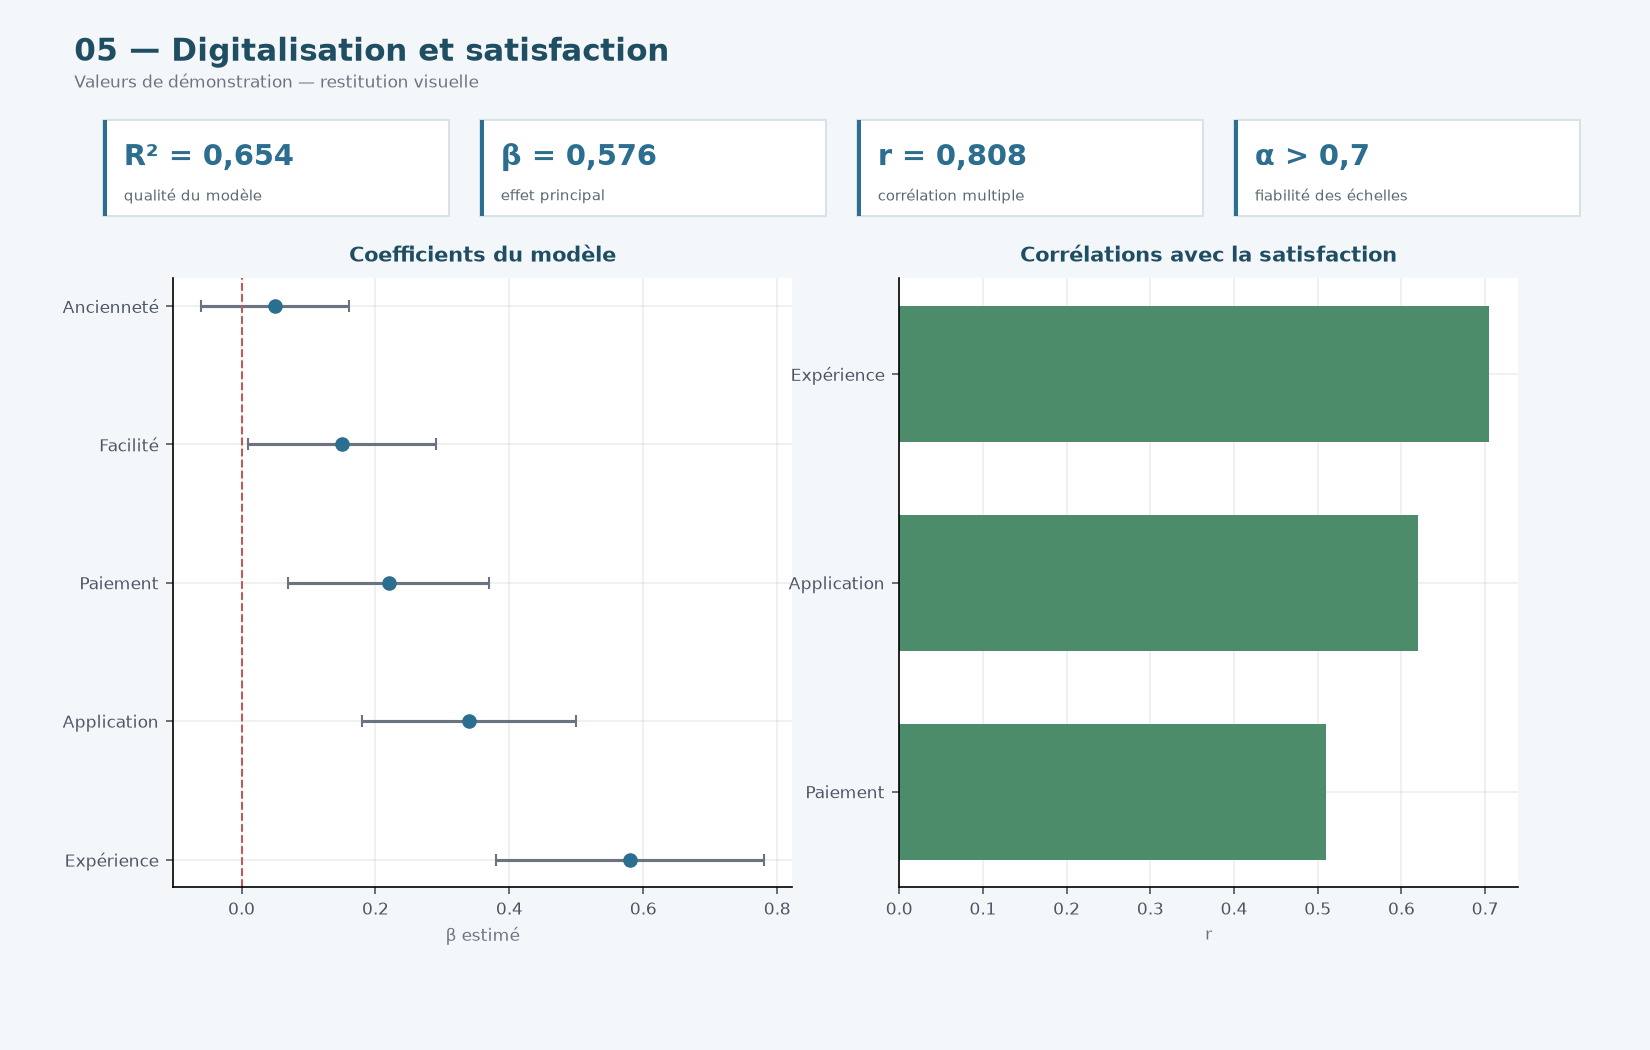 05 — Digitalisation et satisfaction
Valeurs de démonstration — restitution visuelle
R² = 0,654
qualité du modèle
β = 0,576
effet principal
r = 0,808
corrélation multiple
α > 0,7
fiabilité des échelles
Coefficients du modèle
Ancienneté
Facilité
Paiement
Application
Expérience
0.0 0.2 0.4 0.6 0.8
β estimé
Corrélations avec la satisfaction
Expérience
Application
Paiement
0.0 0.1 0.2 0.3 0.4 0.5 0.6 0.7
r